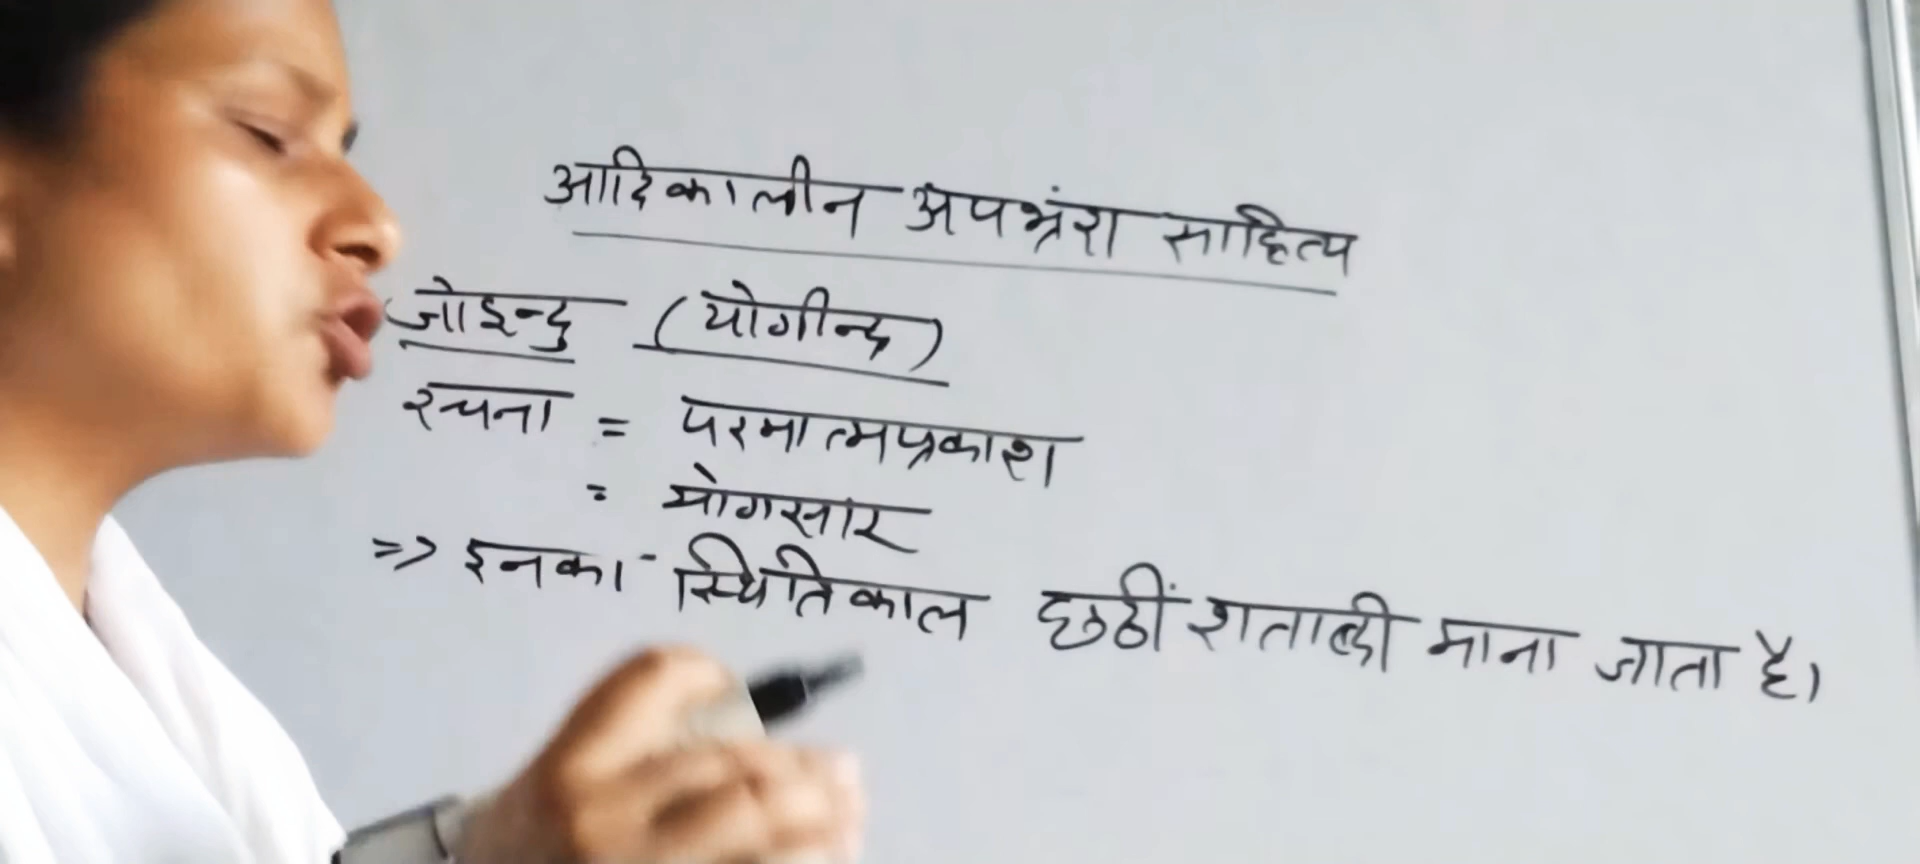 आदिकालीन अपभ्रंश साहित्य
जोइन्दु (योगीन्द्र)
रचना = परमात्मप्रकाश
= योगसार
=> इनका स्थितिकाल छठीं शताब्दी माना जाता है।